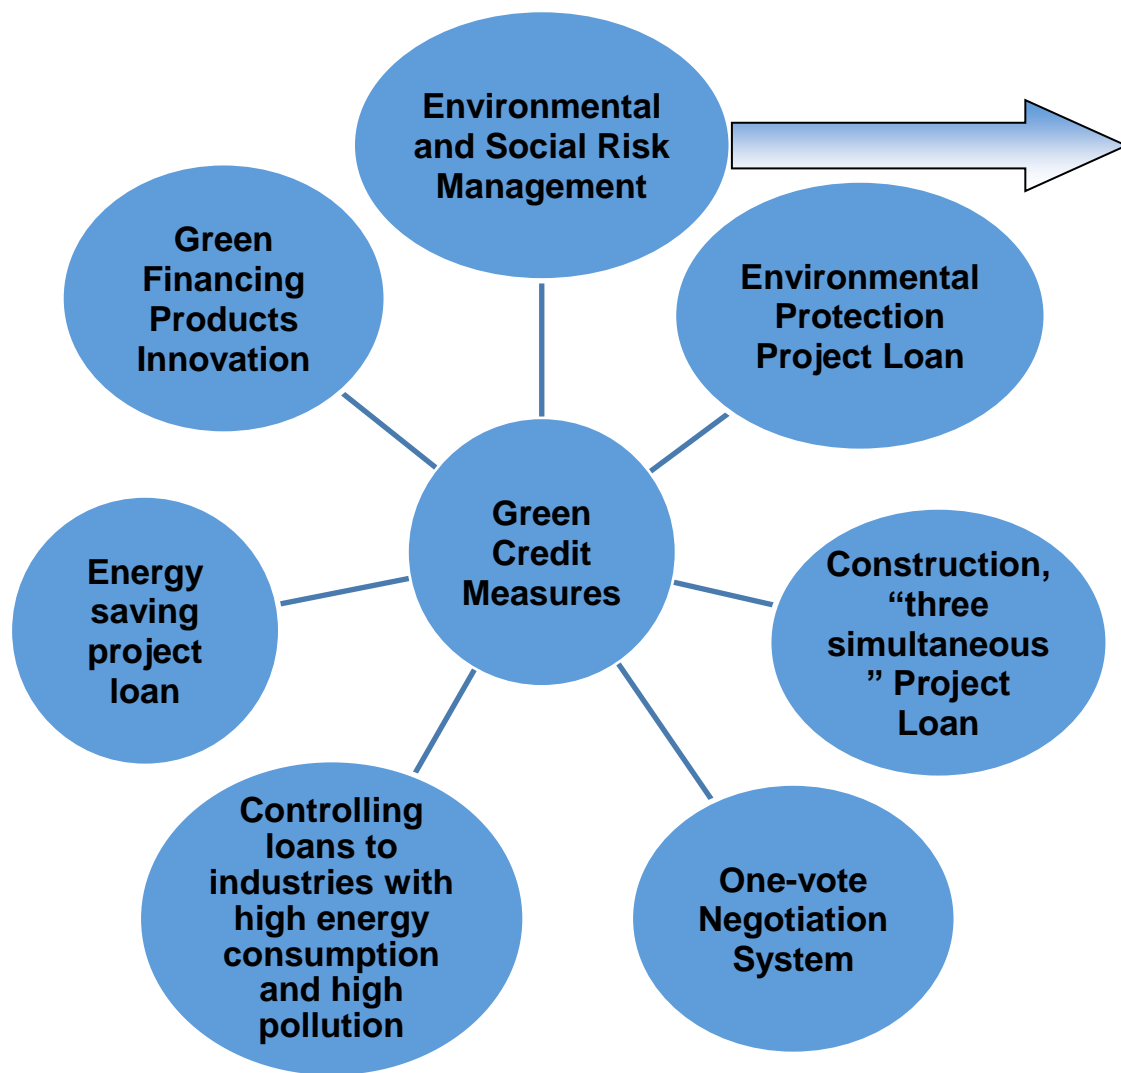 Environmental
and Social Risk
Management
Green
Financing
Products
Innovation
Environmental
Protection
Project Loan
Green
Credit
Measures
Energy
saving
project
loan
Construction,
“three
simultaneous
” Project
Loan
Controlling
loans to
industries with
high energy
consumption
and high
pollution
One-vote
Negotiation
System